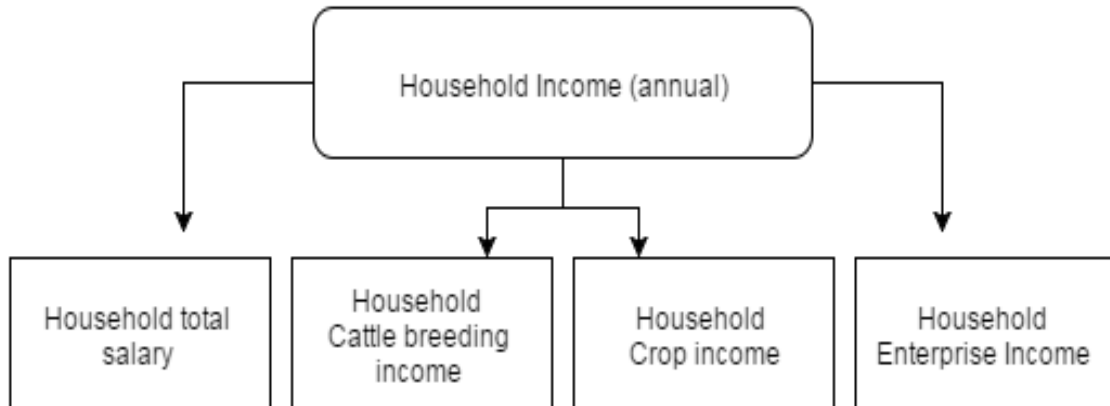 Household Income (annual)
Household total
salary
Household
Cattle breeding
income
Household
Crop income
Household
Enterprise Income